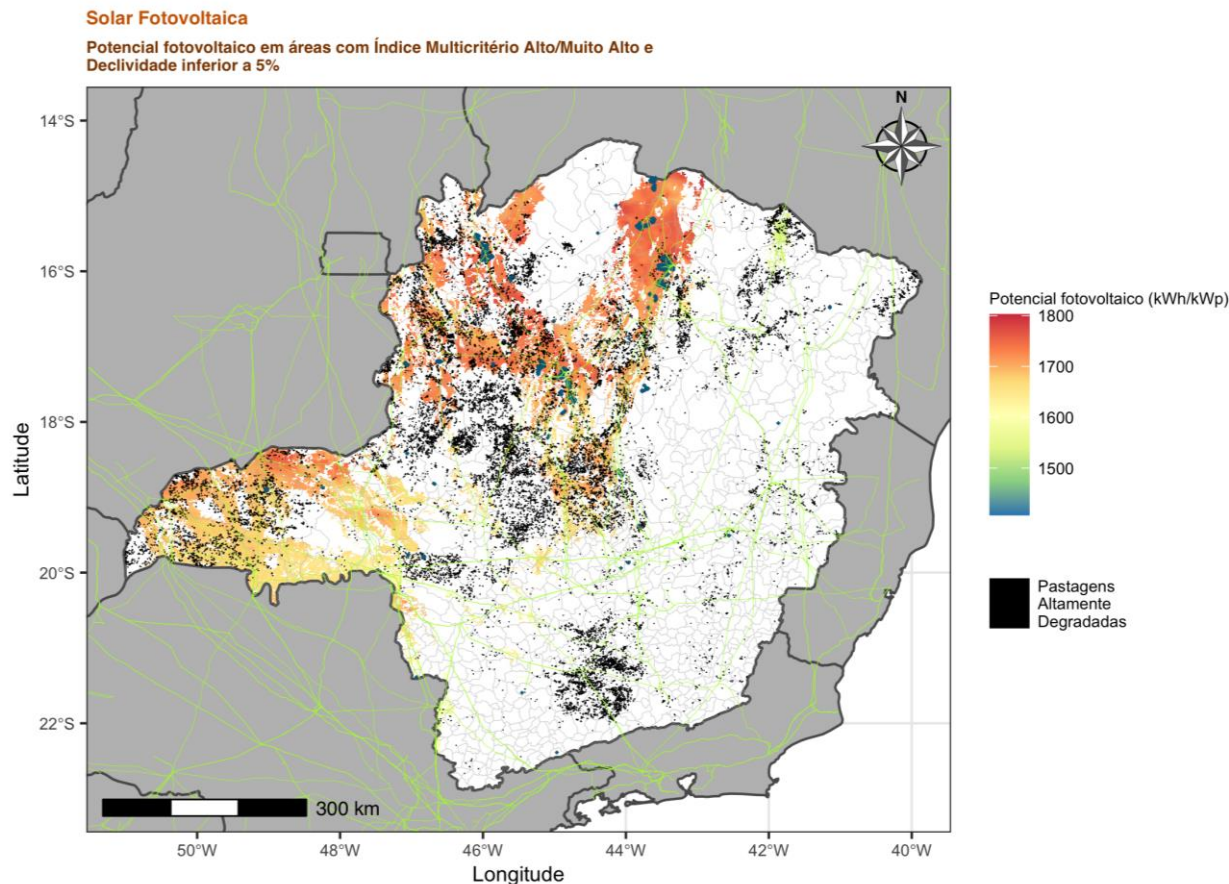 Solar Fotovoltaica
Potencial fotovoltaico em áreas com Índice Multicritério Alto/Muito Alto e
Declividade inferior a 5%
N
14°S
16°S
18°S
20°S
22°S
Latitude
300 km
50°W 48°W 46°W 44°W 42°W 40°W
Longitude
Potencial fotovoltaico (kWh/kWp)
1800
1700
1600
1500
Pastagens
Altamente
Degradadas